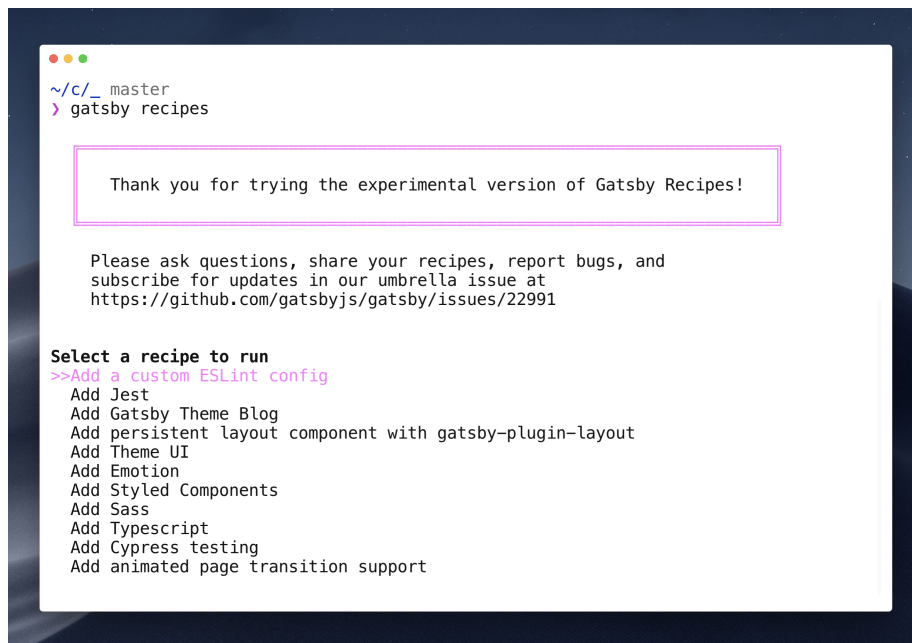 ~/c/_ master
❯ gatsby recipes
Thank you for trying the experimental version of Gatsby Recipes!
Please ask questions, share your recipes, report bugs, and
subscribe for updates in our umbrella issue at
https://github.com/gatsbyjs/gatsby/issues/22991
Select a recipe to run
>>Add a custom ESLint config
Add Jest
Add Gatsby Theme Blog
Add persistent layout component with gatsby-plugin-layout
Add Theme UI
Add Emotion
Add Styled Components
Add Sass
Add Typescript
Add Cypress testing
Add animated page transition support